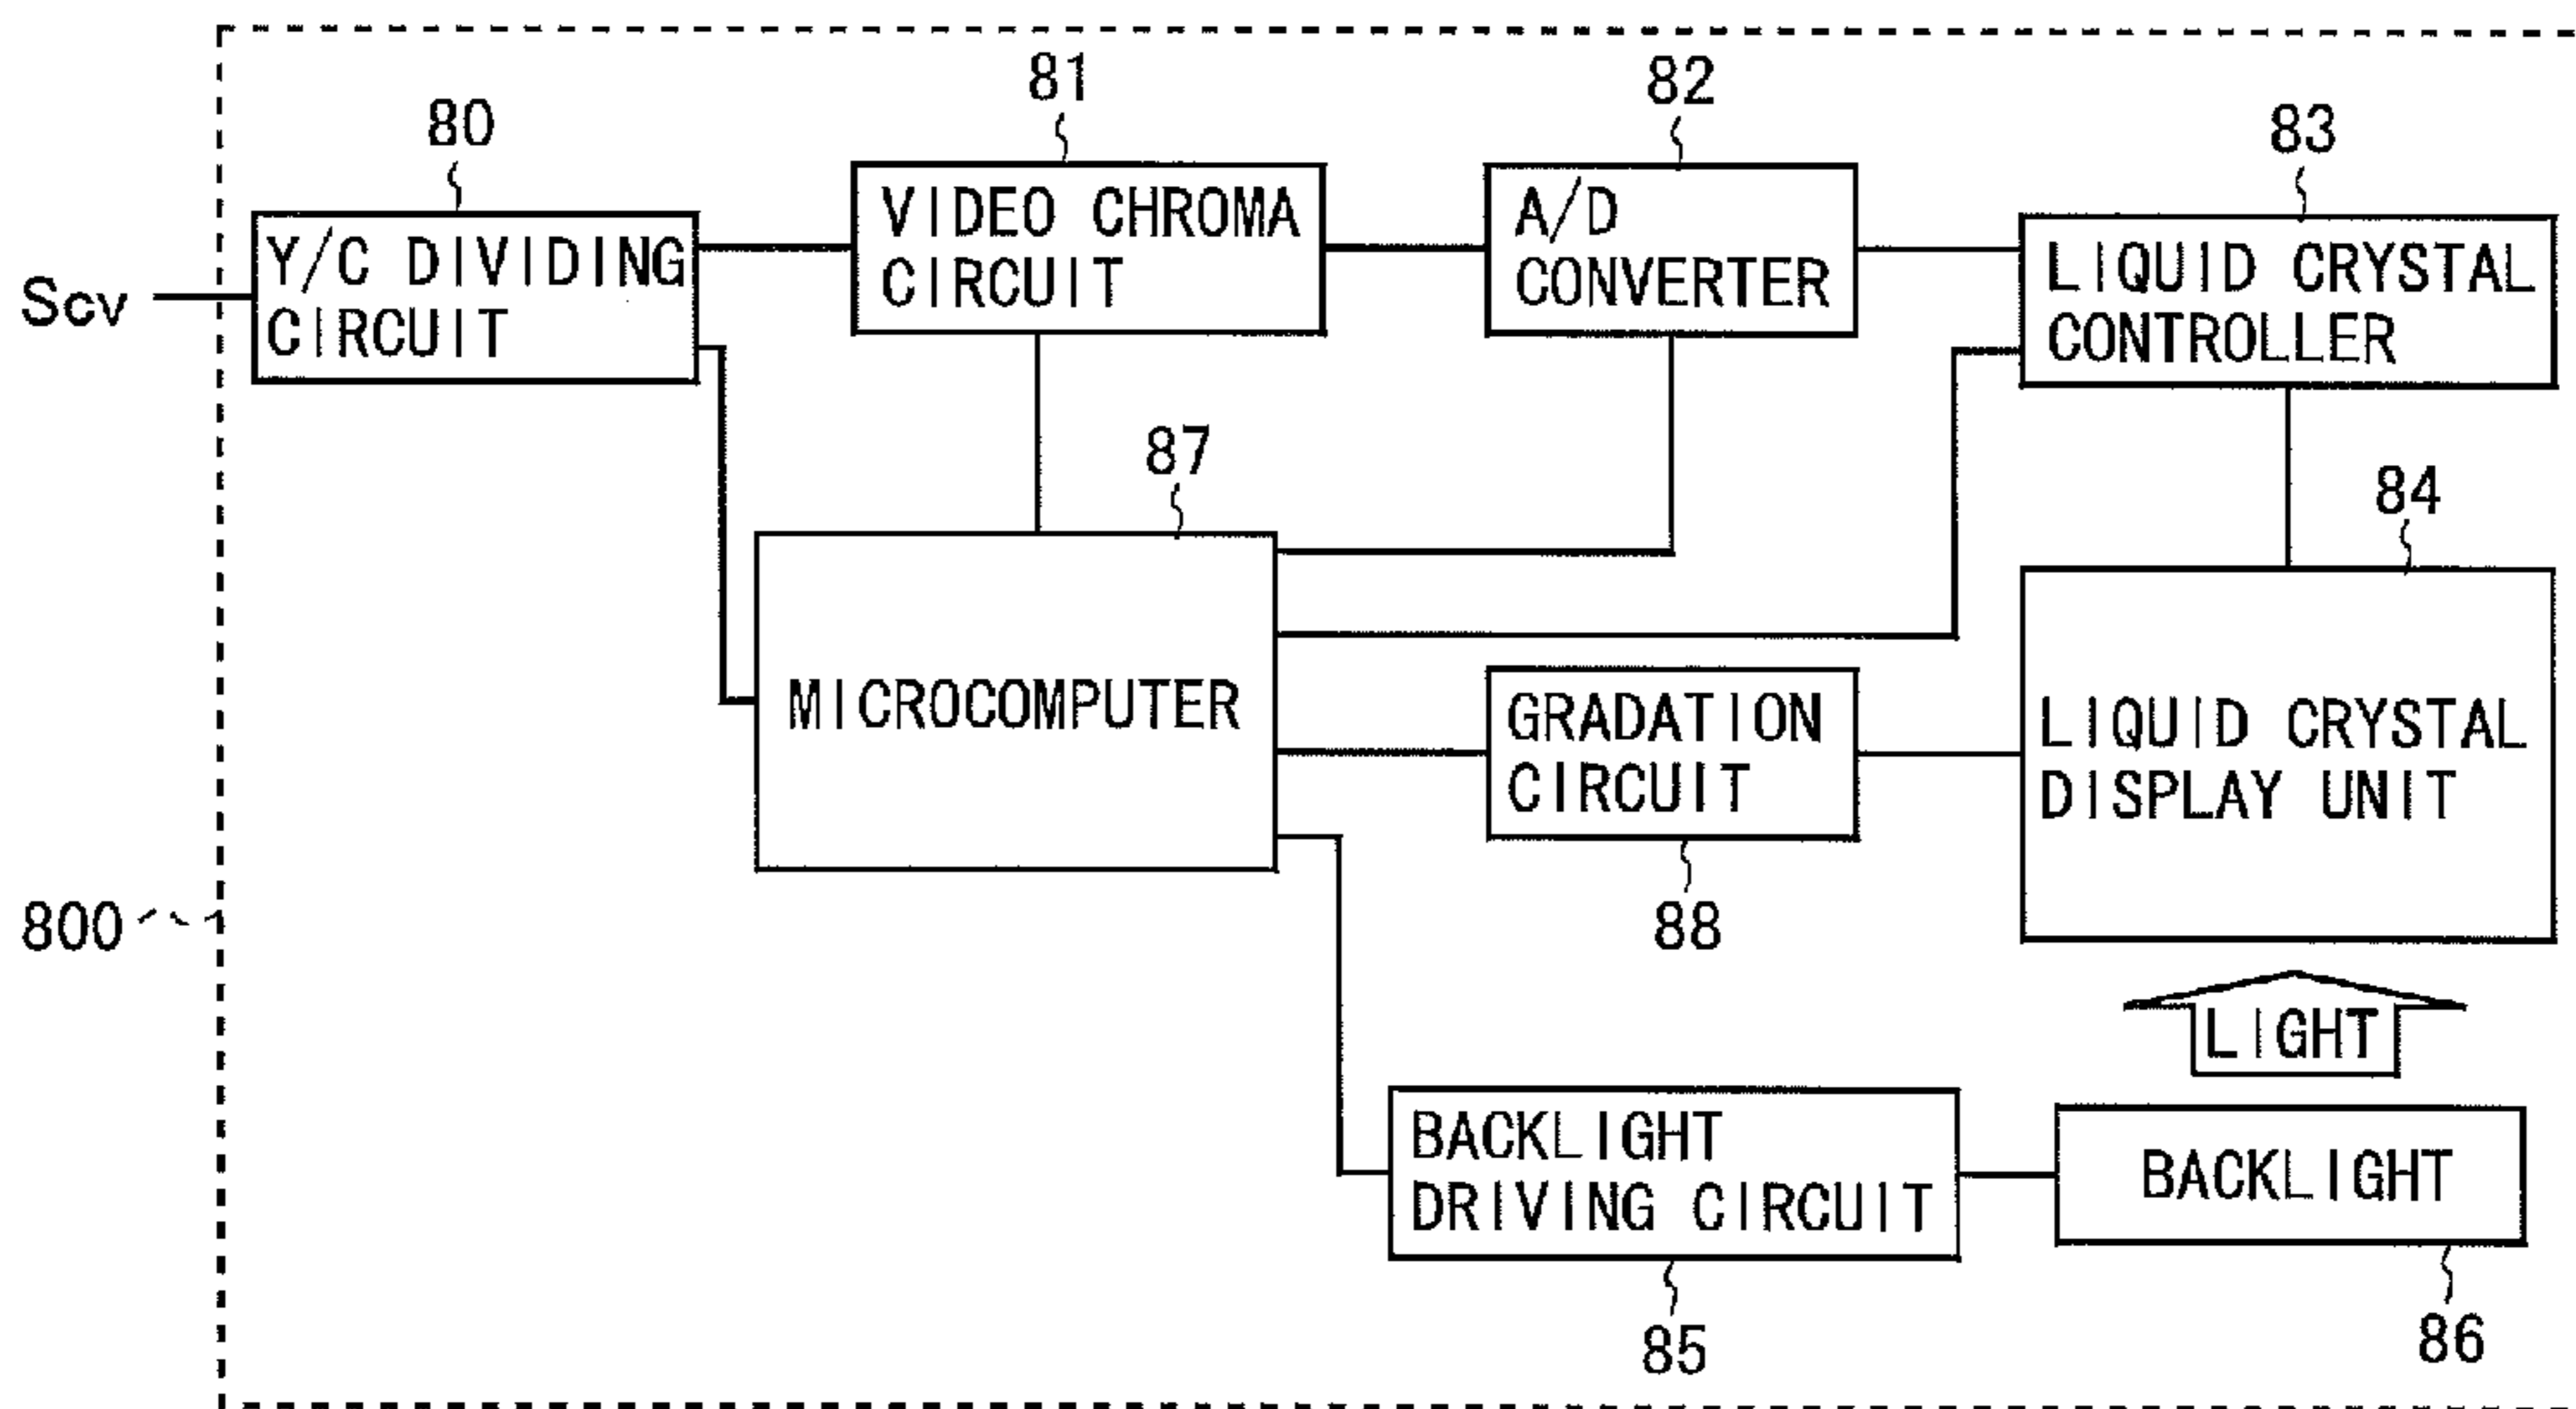 81
82
80
83
VIDEO CHROMA
CIRCUIT
A/D
CONVERTER
Y/C DIVIDING
CIRCUIT
LIQUID CRYSTAL
CONTROLLER
Scv
87
84
MICROCOMPUTER
GRADATION
CIRCUIT
LIQUID CRYSTAL
DISPLAY UNIT
800
88
LIGHT
BACKLIGHT
DRIVING CIRCUIT
BACKLIGHT
85
86